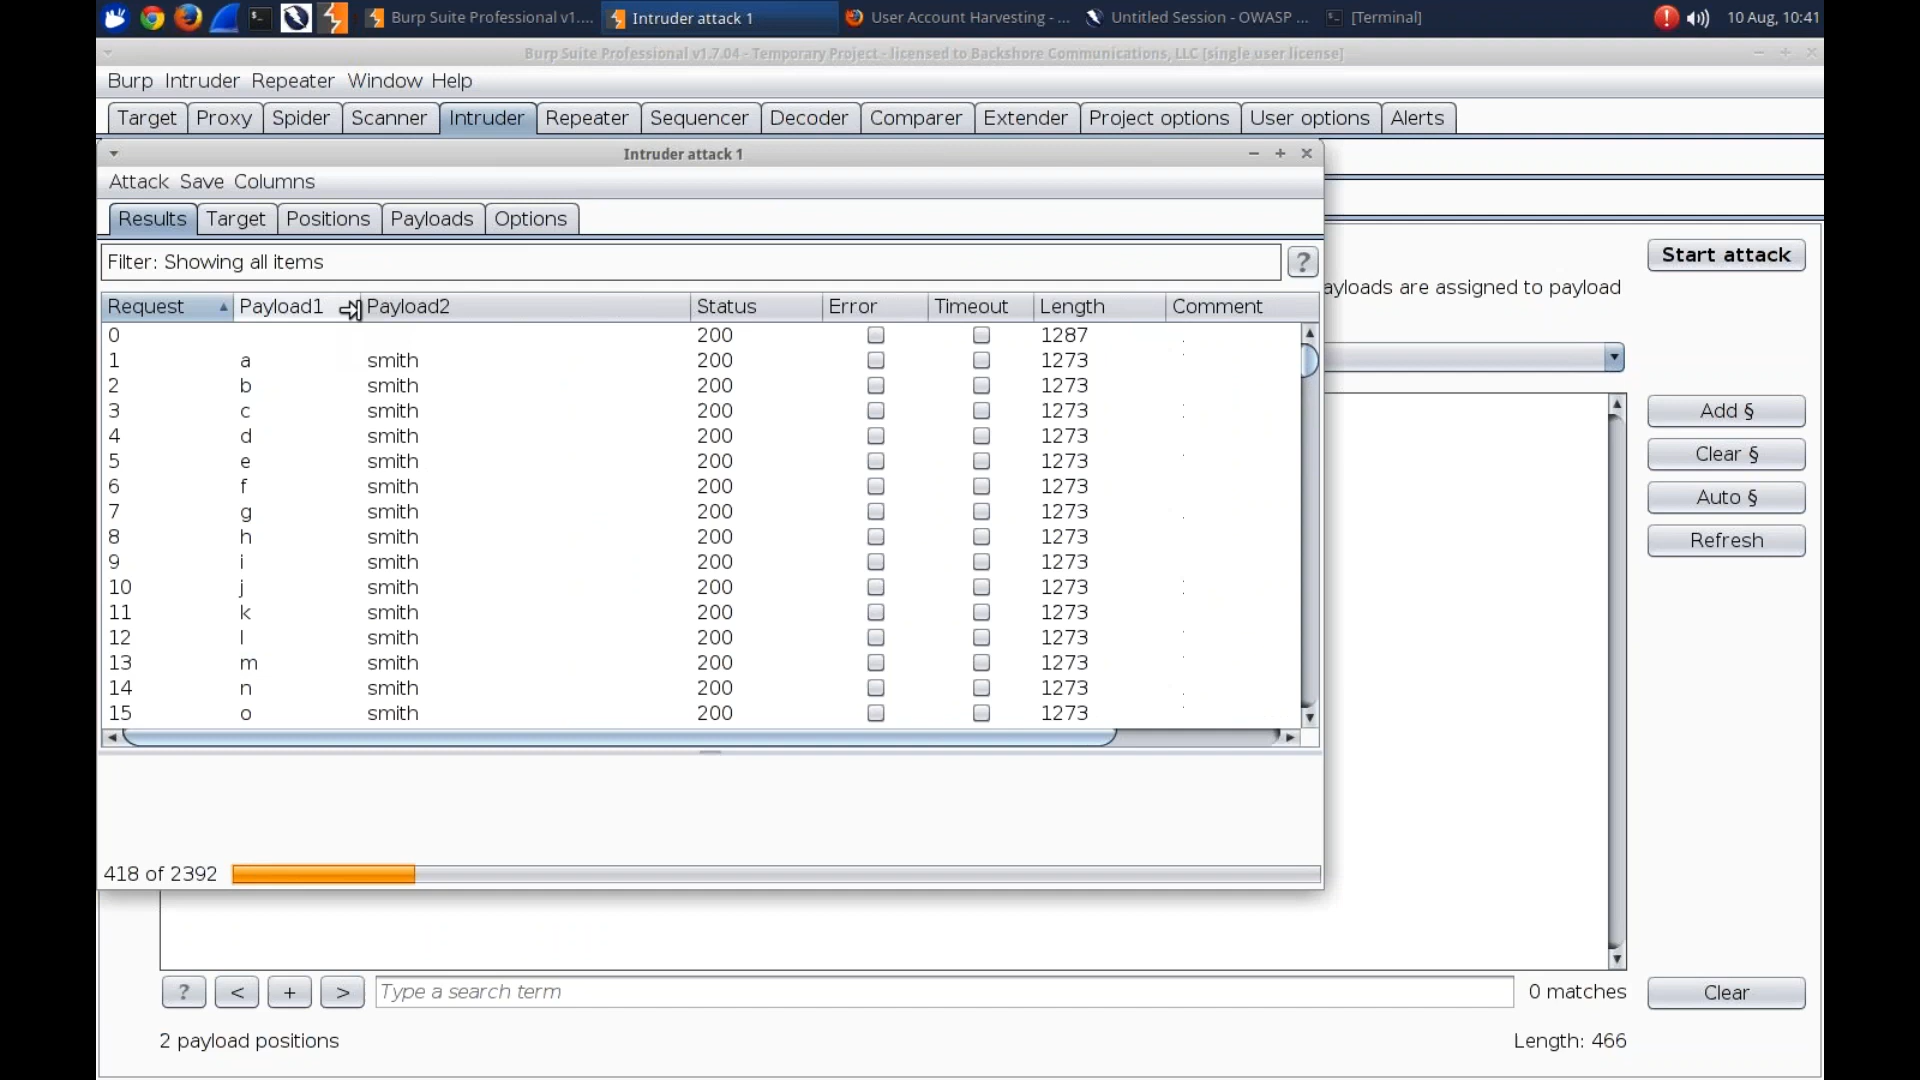 Burp Suite Professional v1....
Intruder attack 1
User Account Harvesting - ...
Untitled Session - OWASP ...
[Terminal]
10 Aug, 10:41
Burp Suite Professional v1.7.04 - Temporary Project - licensed to Backshore Communications, LLC [single user license]
Burp Intruder Repeater Window Help
Target Proxy Spider Scanner Intruder Repeater Sequencer Decoder Comparer Extender Project options User options Alerts
Intruder attack 1
Attack Save Columns
Results Target Positions Payloads Options
Filter: Showing all items ?
Start attack
ayloads are assigned to payload
Request Payload1 Payload2 Status Error Timeout Length Comment
0 200 1287
1 a smith 200 1273
2 b smith 200 1273
3 c smith 200 1273
4 d smith 200 1273
5 e smith 200 1273
6 f smith 200 1273
7 g smith 200 1273
8 h smith 200 1273
9 i smith 200 1273
10 j smith 200 1273
11 k smith 200 1273
12 l smith 200 1273
13 m smith 200 1273
14 n smith 200 1273
15 o smith 200 1273
Add §
Clear §
Auto §
Refresh
418 of 2392
? < + > Type a search term 0 matches Clear
2 payload positions Length: 466